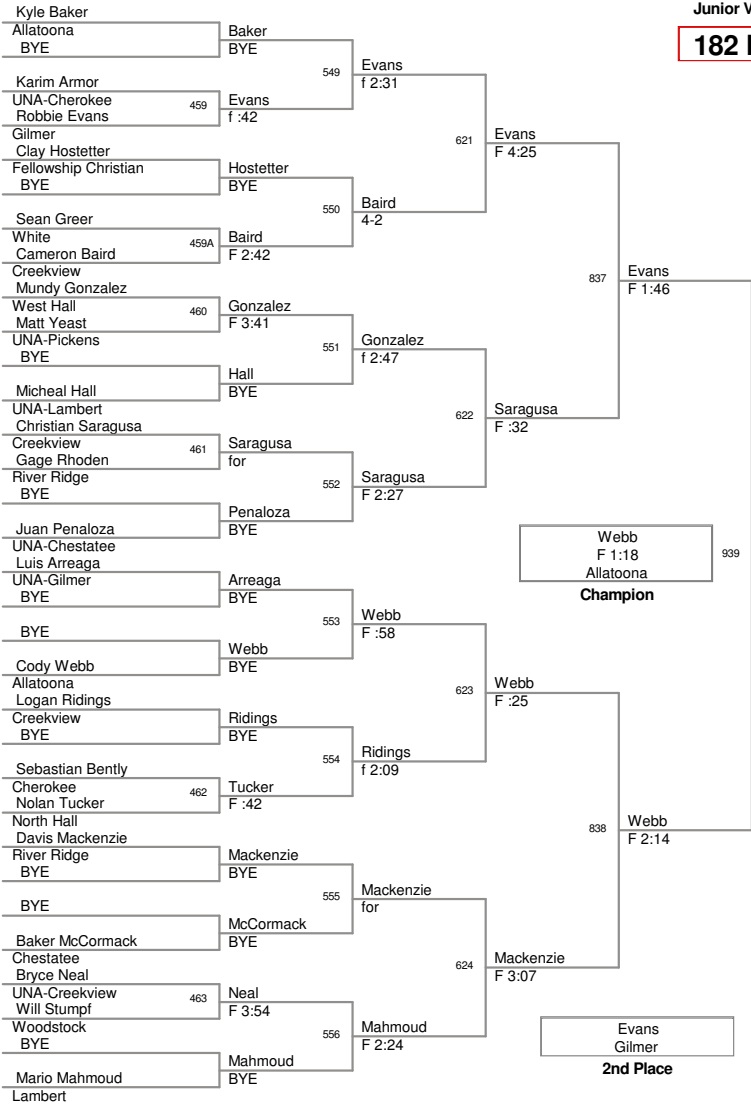 Junior V
182
Kyle Baker
Allatoona
BYE
Baker
BYE
549
Evans
f 2:31
Karim Armor
UNA-Cherokee
459
Robbie Evans
Gilmer
Evans
f :42
621
Evans
F 4:25
Clay Hostetter
Fellowship Christian
BYE
Hostetter
BYE
550
Baird
4-2
Sean Greer
White
459A
Cameron Baird
Creekview
Baird
F 2:42
837
Evans
F 1:46
Mundy Gonzalez
West Hall
460
Matt Yeast
UNA-Pickens
Gonzalez
F 3:41
551
Gonzalez
f 2:47
BYE
Micheal Hall
UNA-Lambert
Hall
BYE
622
Saragusa
F :32
Christian Saragusa
Creekview
461
Gage Rhoden
River Ridge
Saragusa
for
552
Saragusa
F 2:27
BYE
Juan Penaloza
UNA-Chestatee
Penaloza
BYE
Webb
F 1:18
Allatoona
939
Champion
Luis Arreaga
UNA-Gilmer
BYE
Arreaga
BYE
553
Webb
F :58
BYE
Cody Webb
Allatoona
Webb
BYE
623
Webb
F :25
Logan Ridings
Creekview
BYE
Ridings
BYE
554
Ridings
f 2:09
Sebastian Bently
Cherokee
462
Nolan Tucker
North Hall
Tucker
F :42
838
Webb
F 2:14
Davis Mackenzie
River Ridge
BYE
Mackenzie
BYE
555
Mackenzie
for
BYE
Baker McCormack
Chestatee
McCormack
BYE
624
Mackenzie
F 3:07
Bryce Neal
UNA-Creekview
463
Will Stumpf
Woodstock
Neal
F 3:54
556
Mahmoud
F 2:24
BYE
Mario Mahmoud
Lambert
Mahmoud
BYE
Evans
Gilmer
2nd Place